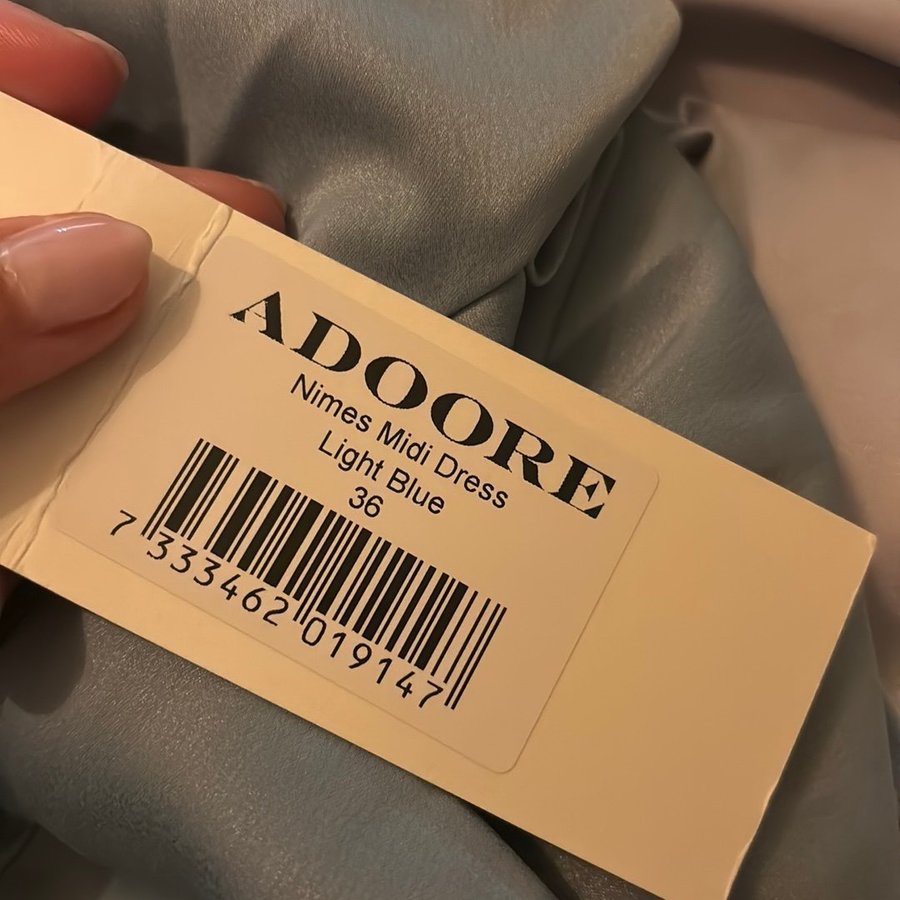 ADOORE
Nimes Midi Dress
Light Blue
36
7 333462 019147